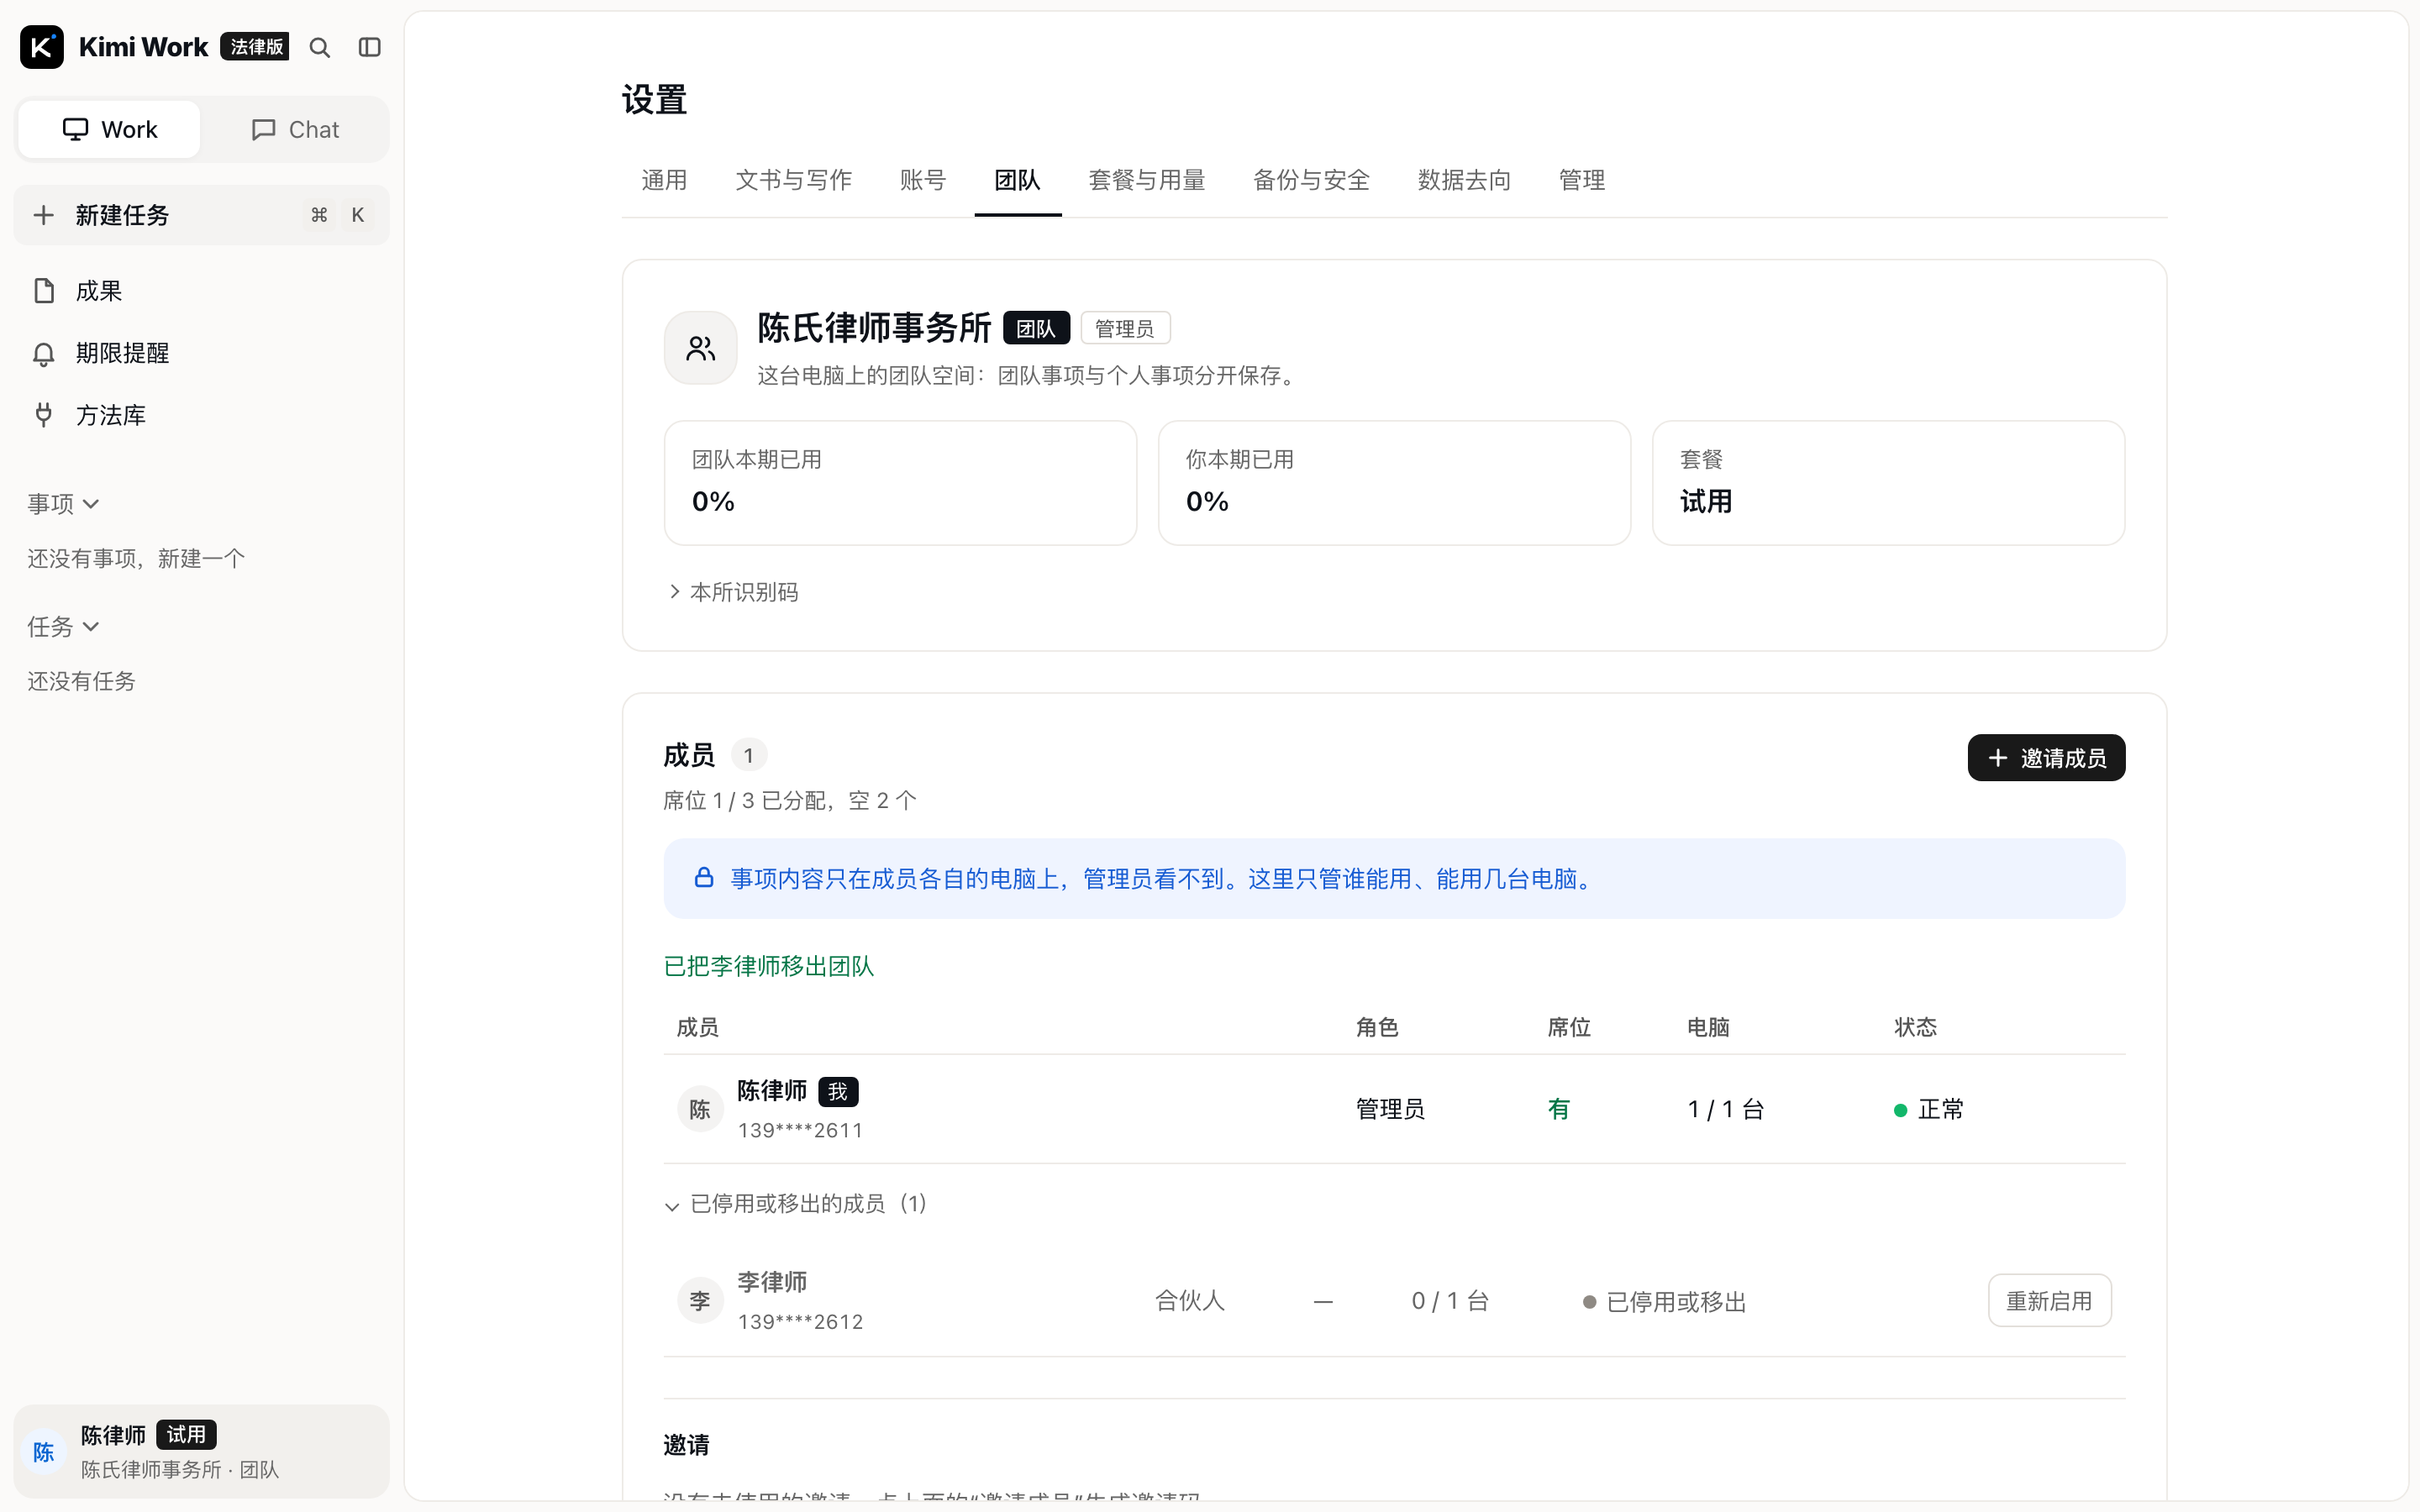 Kimi Work 法律版
Work
Chat
新建任务 ⌘ K
成果
期限提醒
方法库
事项
还没有事项，新建一个
任务
还没有任务
陈 陈律师 试用
陈氏律师事务所 · 团队
设置
通用 文书与写作 账号 团队 套餐与用量 备份与安全 数据去向 管理
陈氏律师事务所 团队 管理员
这台电脑上的团队空间：团队事项与个人事项分开保存。
团队本期已用
0%
你本期已用
0%
套餐
试用
本所识别码
成员 1
邀请成员
席位 1 / 3 已分配，空 2 个
事项内容只在成员各自的电脑上，管理员看不到。这里只管谁能用、能用几台电脑。
已把李律师移出团队
成员 角色 席位 电脑 状态
陈 陈律师 我 管理员 有 1 / 1 台 正常
139****2611
已停用或移出的成员（1）
李 李律师 合伙人 — 0 / 1 台 已停用或移出 重新启用
139****2612
邀请